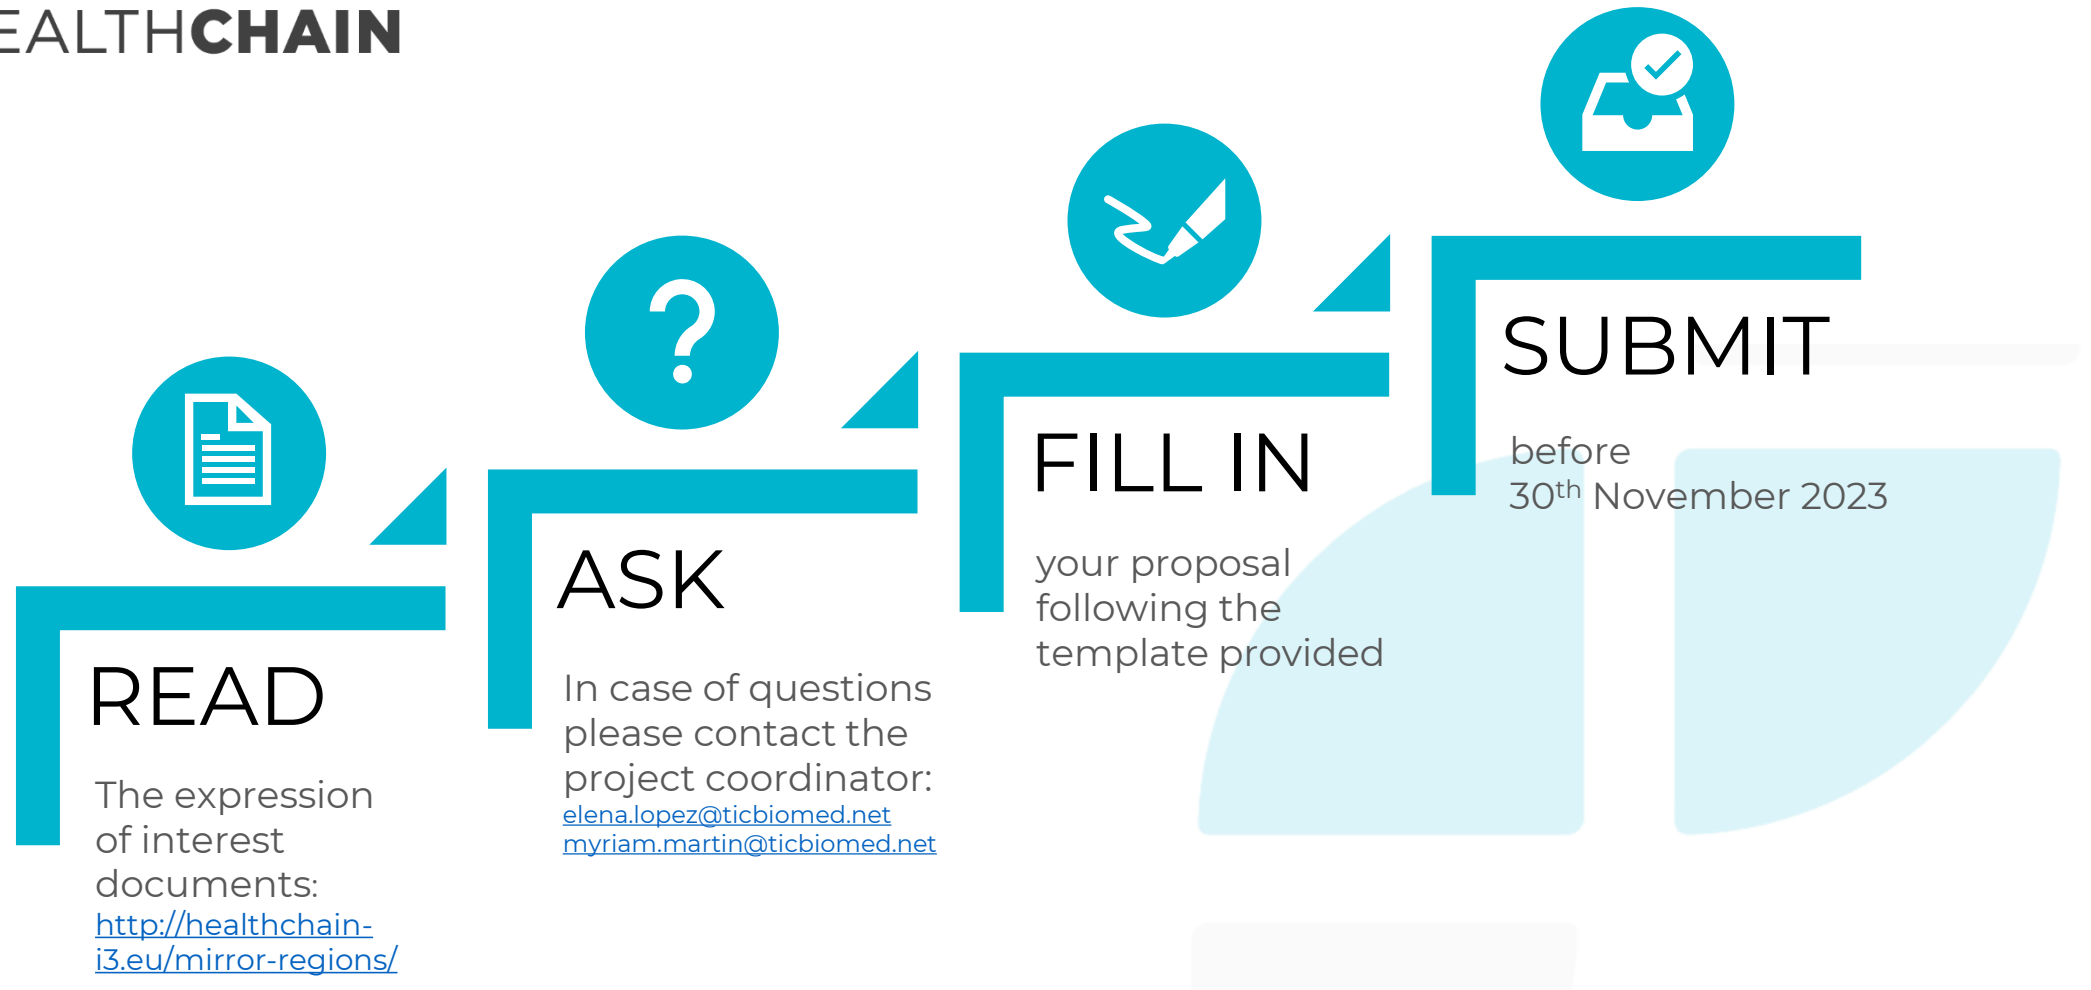 EALTHCHAIN
READ
The expression
of interest
documents:
http://healthchain-
i3.eu/mirror-regions/
ASK
In case of questions
please contact the
project coordinator:
elena.lopez@ticbiomed.net
myriam.martin@ticbiomed.net
FILL IN
your proposal
following the
template provided
SUBMIT
before
30th November 2023